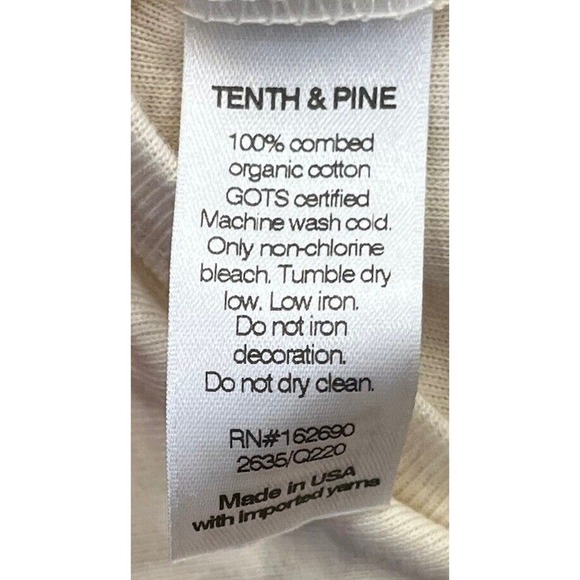 TENTH & PINE
100% combed
organic cotton
GOTS certified
Machine wash cold.
Only non-chlorine
bleach. Tumble dry
low. Low iron.
Do not iron
decoration.
Do not dry clean.
RN#162690
2635/Q220
Made in USA
with imported yarns